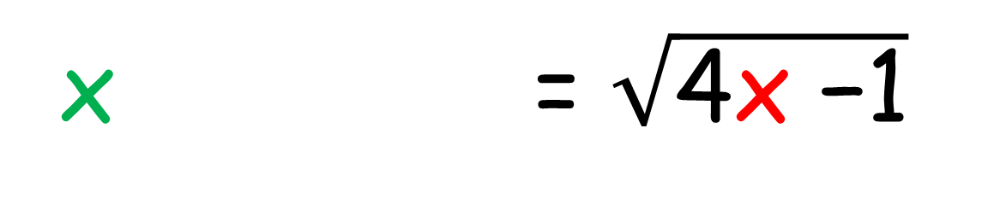 x = √4x −1